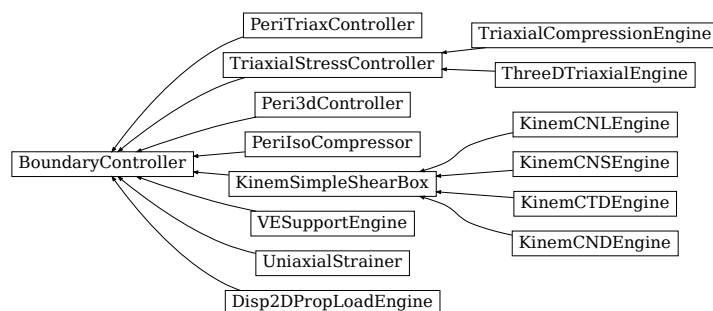 PeriTriaxController
TriaxialCompressionEngine
TriaxialStressController
ThreeDTriaxialEngine
Peri3dController
KinemCNLEngine
PeriIsoCompressor
BoundaryController
KinemCNSEngine
KinemSimpleShearBox
KinemCTDEngine
VESupportEngine
KinemCNDEngine
UniaxialStrainer
Disp2DPropLoadEngine